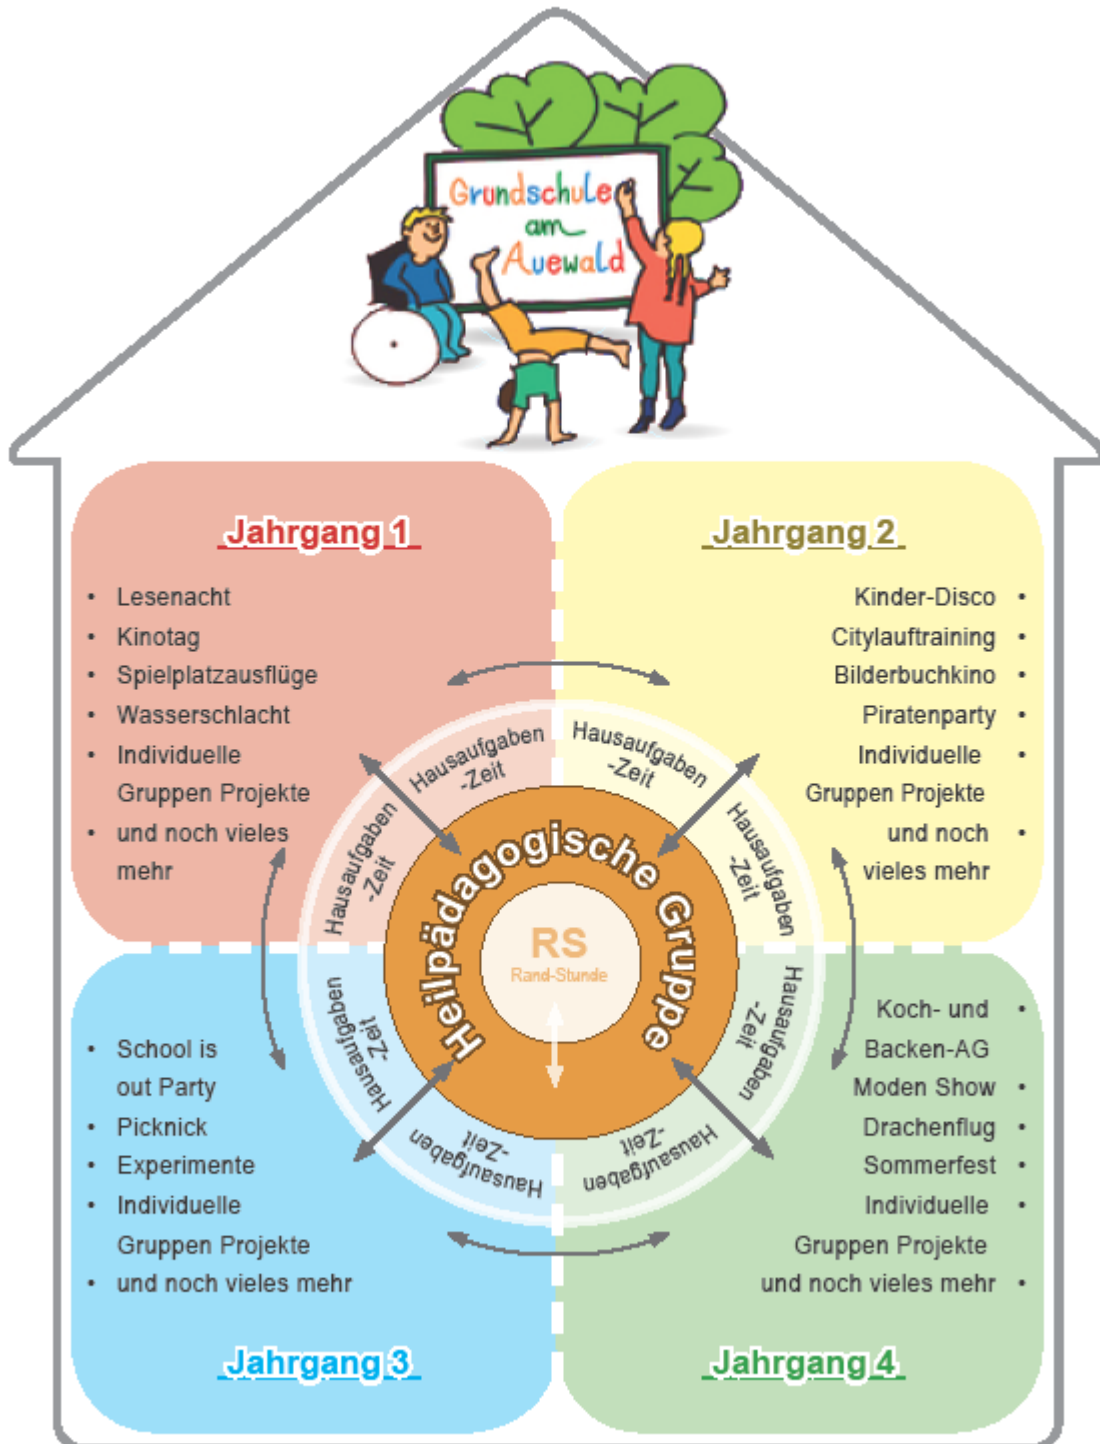 Grundschule
am
Auewald
Jahrgang 1
• Lesenacht
• Kinotag
• Spielplatzausflüge
• Wasserschlacht
• Individuelle
Gruppen Projekte
• und noch vieles
mehr
Jahrgang 2
Kinder-Disco •
Citylauftraining •
Bilderbuchkino •
Piratenparty •
Individuelle •
Gruppen Projekte
und noch •
vieles mehr
Hausaufgaben
-Zeit
Hausaufgaben
-Zeit
Hausaufgaben
-Zeit
Hausaufgaben
-Zeit
Heilpädagogische Gruppe
RS
Rand-Stunde
Hausaufgaben
-Zeit
Hausaufgaben
-Zeit
Hausaufgaben
-Zeit
Hausaufgaben
-Zeit
• School is
out Party
• Picknick
• Experimente
• Individuelle
Gruppen Projekte
• und noch vieles mehr
Jahrgang 3
Koch- und •
Backen-AG
Moden Show •
Drachenflug •
Sommerfest •
Individuelle •
Gruppen Projekte
und noch vieles mehr •
Jahrgang 4